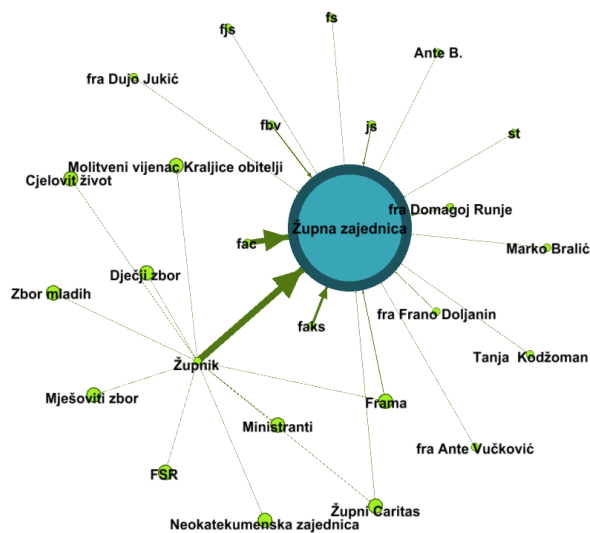 fs
fjs
Ante B.
fra Dujo Jukić
fbv
js
st
Molitveni vijenac Kraljice obitelji
Cjelovit život
fra Domagoj Runje
Župna zajednica
fac
Marko Bralić
Dječji zbor
Zbor mladih
fra Frano Doljanin
faks
Tanja  Kodžoman
Župnik
Mješoviti zbor
Frama
Ministranti
fra Ante Vučković
FSR
Župni Caritas
Neokatekumenska zajednica